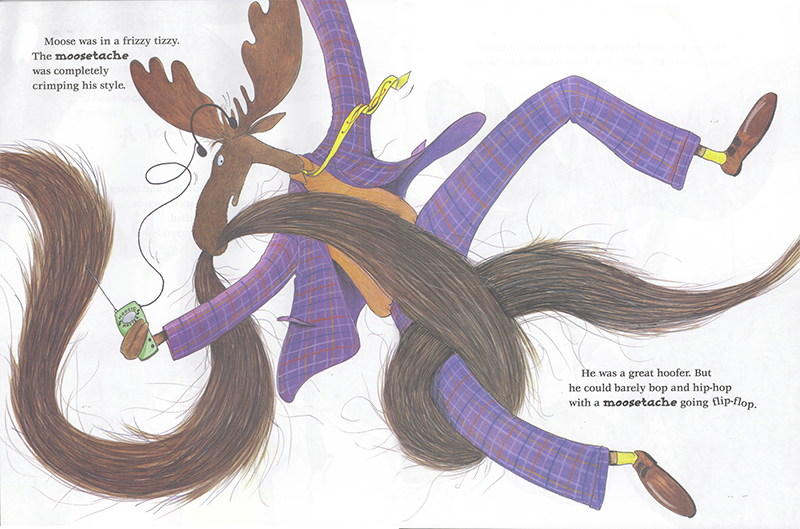 Moose was in a frizzy tizzy.
The moosetache
was completely
crimping his style.
He was a great hoofer. But
he could barely bop and hip-hop
with a moosetache going flip-flop.